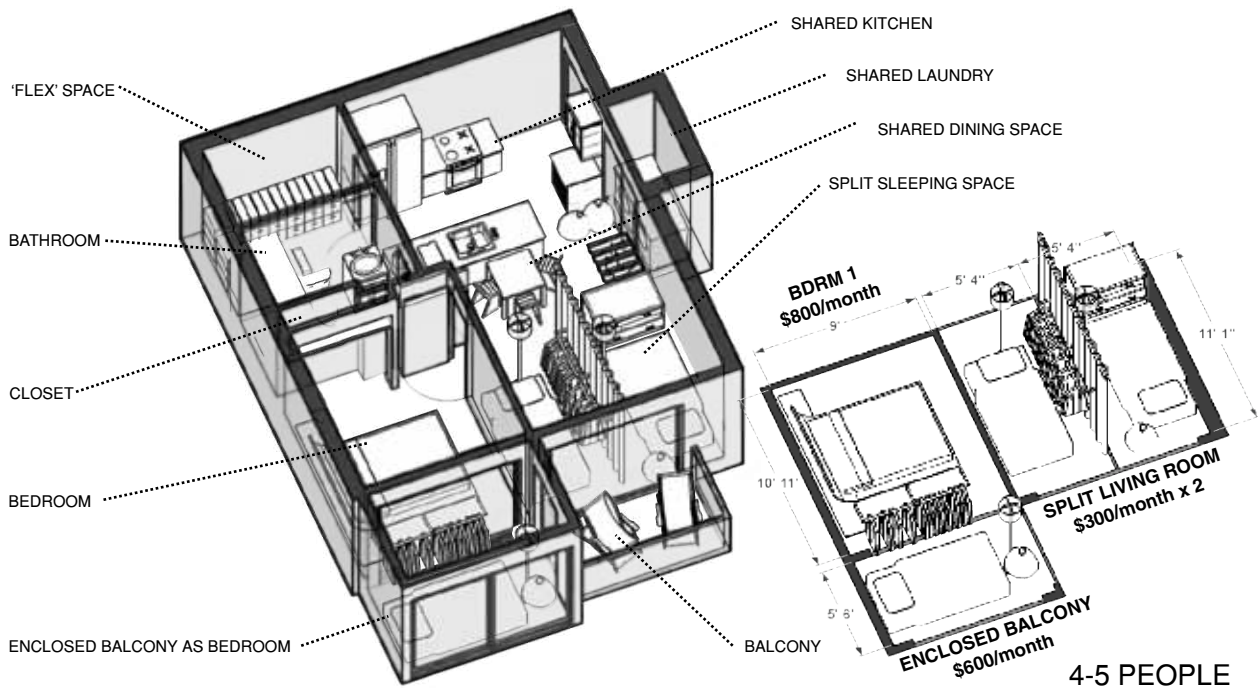 SHARED KITCHEN
'FLEX' SPACE
SHARED LAUNDRY
SHARED DINING SPACE
SPLIT SLEEPING SPACE
BATHROOM
CLOSET
BEDROOM
ENCLOSED BALCONY AS BEDROOM
BALCONY
BDRM 1
$800/month
9'
5' 4"
5' 4"
11' 1"
10' 11'
5' 6'
SPLIT LIVING ROOM
$300/month x 2
ENCLOSED BALCONY
$600/month
4-5 PEOPLE